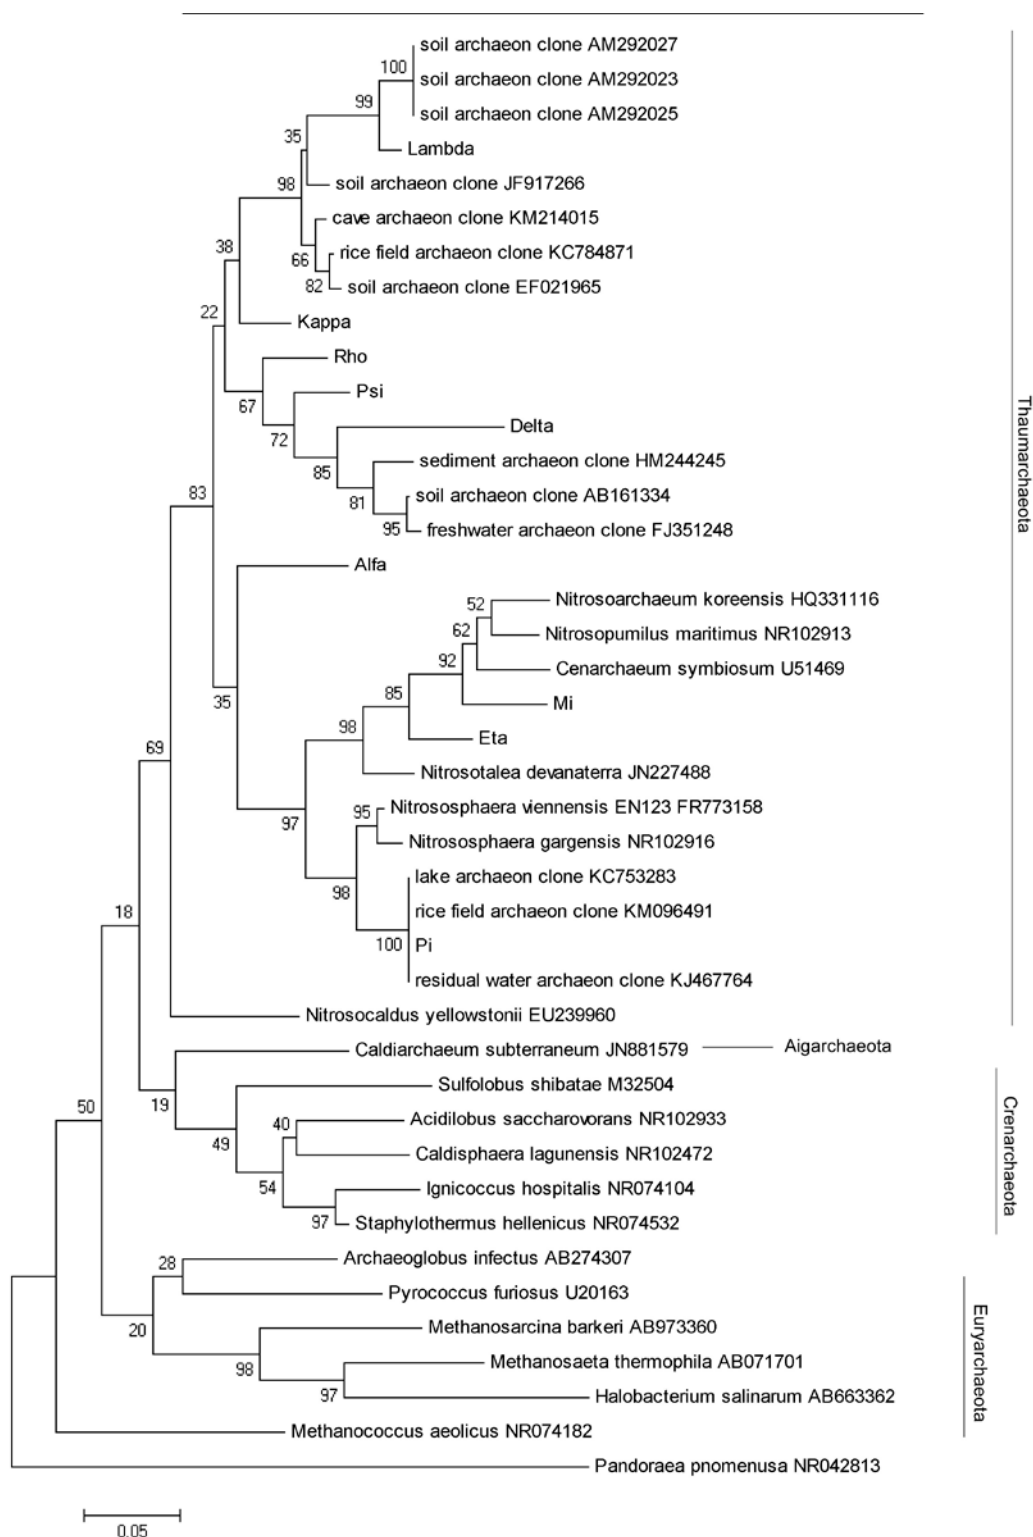 soil archaeon clone AM292027
100
soil archaeon clone AM292023
99
soil archaeon clone AM292025
35
Lambda
98
soil archaeon clone JF917266
cave archaeon clone KM214015
38
66
rice field archaeon clone KC784871
82
soil archaeon clone EF021965
22
Kappa
Rho
67
Psi
72
Delta
85
sediment archaeon clone HM244245
83
81
soil archaeon clone AB161334
95
freshwater archaeon clone FJ351248
Alfa
52
Nitrosoarchaeum koreensis HQ331116
62
Nitrosopumilus maritimus NR102913
92
Cenarchaeum symbiosum U51469
35
85
Mi
98
Eta
69
Nitrosotalea devanaterra JN227488
97
95
Nitrososphaera viennensis EN123 FR773158
Nitrososphaera gargensis NR102916
98
lake archaeon clone KC753283
18
rice field archaeon clone KM096491
100
Pi
residual water archaeon clone KJ467764
Nitrosocaldus yellowstonii EU239960
Thaumarchaeota
Caldiarchaeum subterraneum JN881579
Aigarchaeota
19
Sulfolobus shibatae M32504
50
49
40
Acidilobus saccharovorans NR102933
Caldisphaera lagunensis NR102472
54
Ignicoccus hospitalis NR074104
97
Staphylothermus hellenicus NR074532
Crenarchaeota
28
Archaeoglobus infectus AB274307
Pyrococcus furiosus U20163
20
Methanosarcina barkeri AB973360
98
Methanosaeta thermophila AB071701
97
Halobacterium salinarum AB663362
Methanococcus aeolicus NR074182
Euryarchaeota
Pandoraea pnomenusa NR042813
0.05